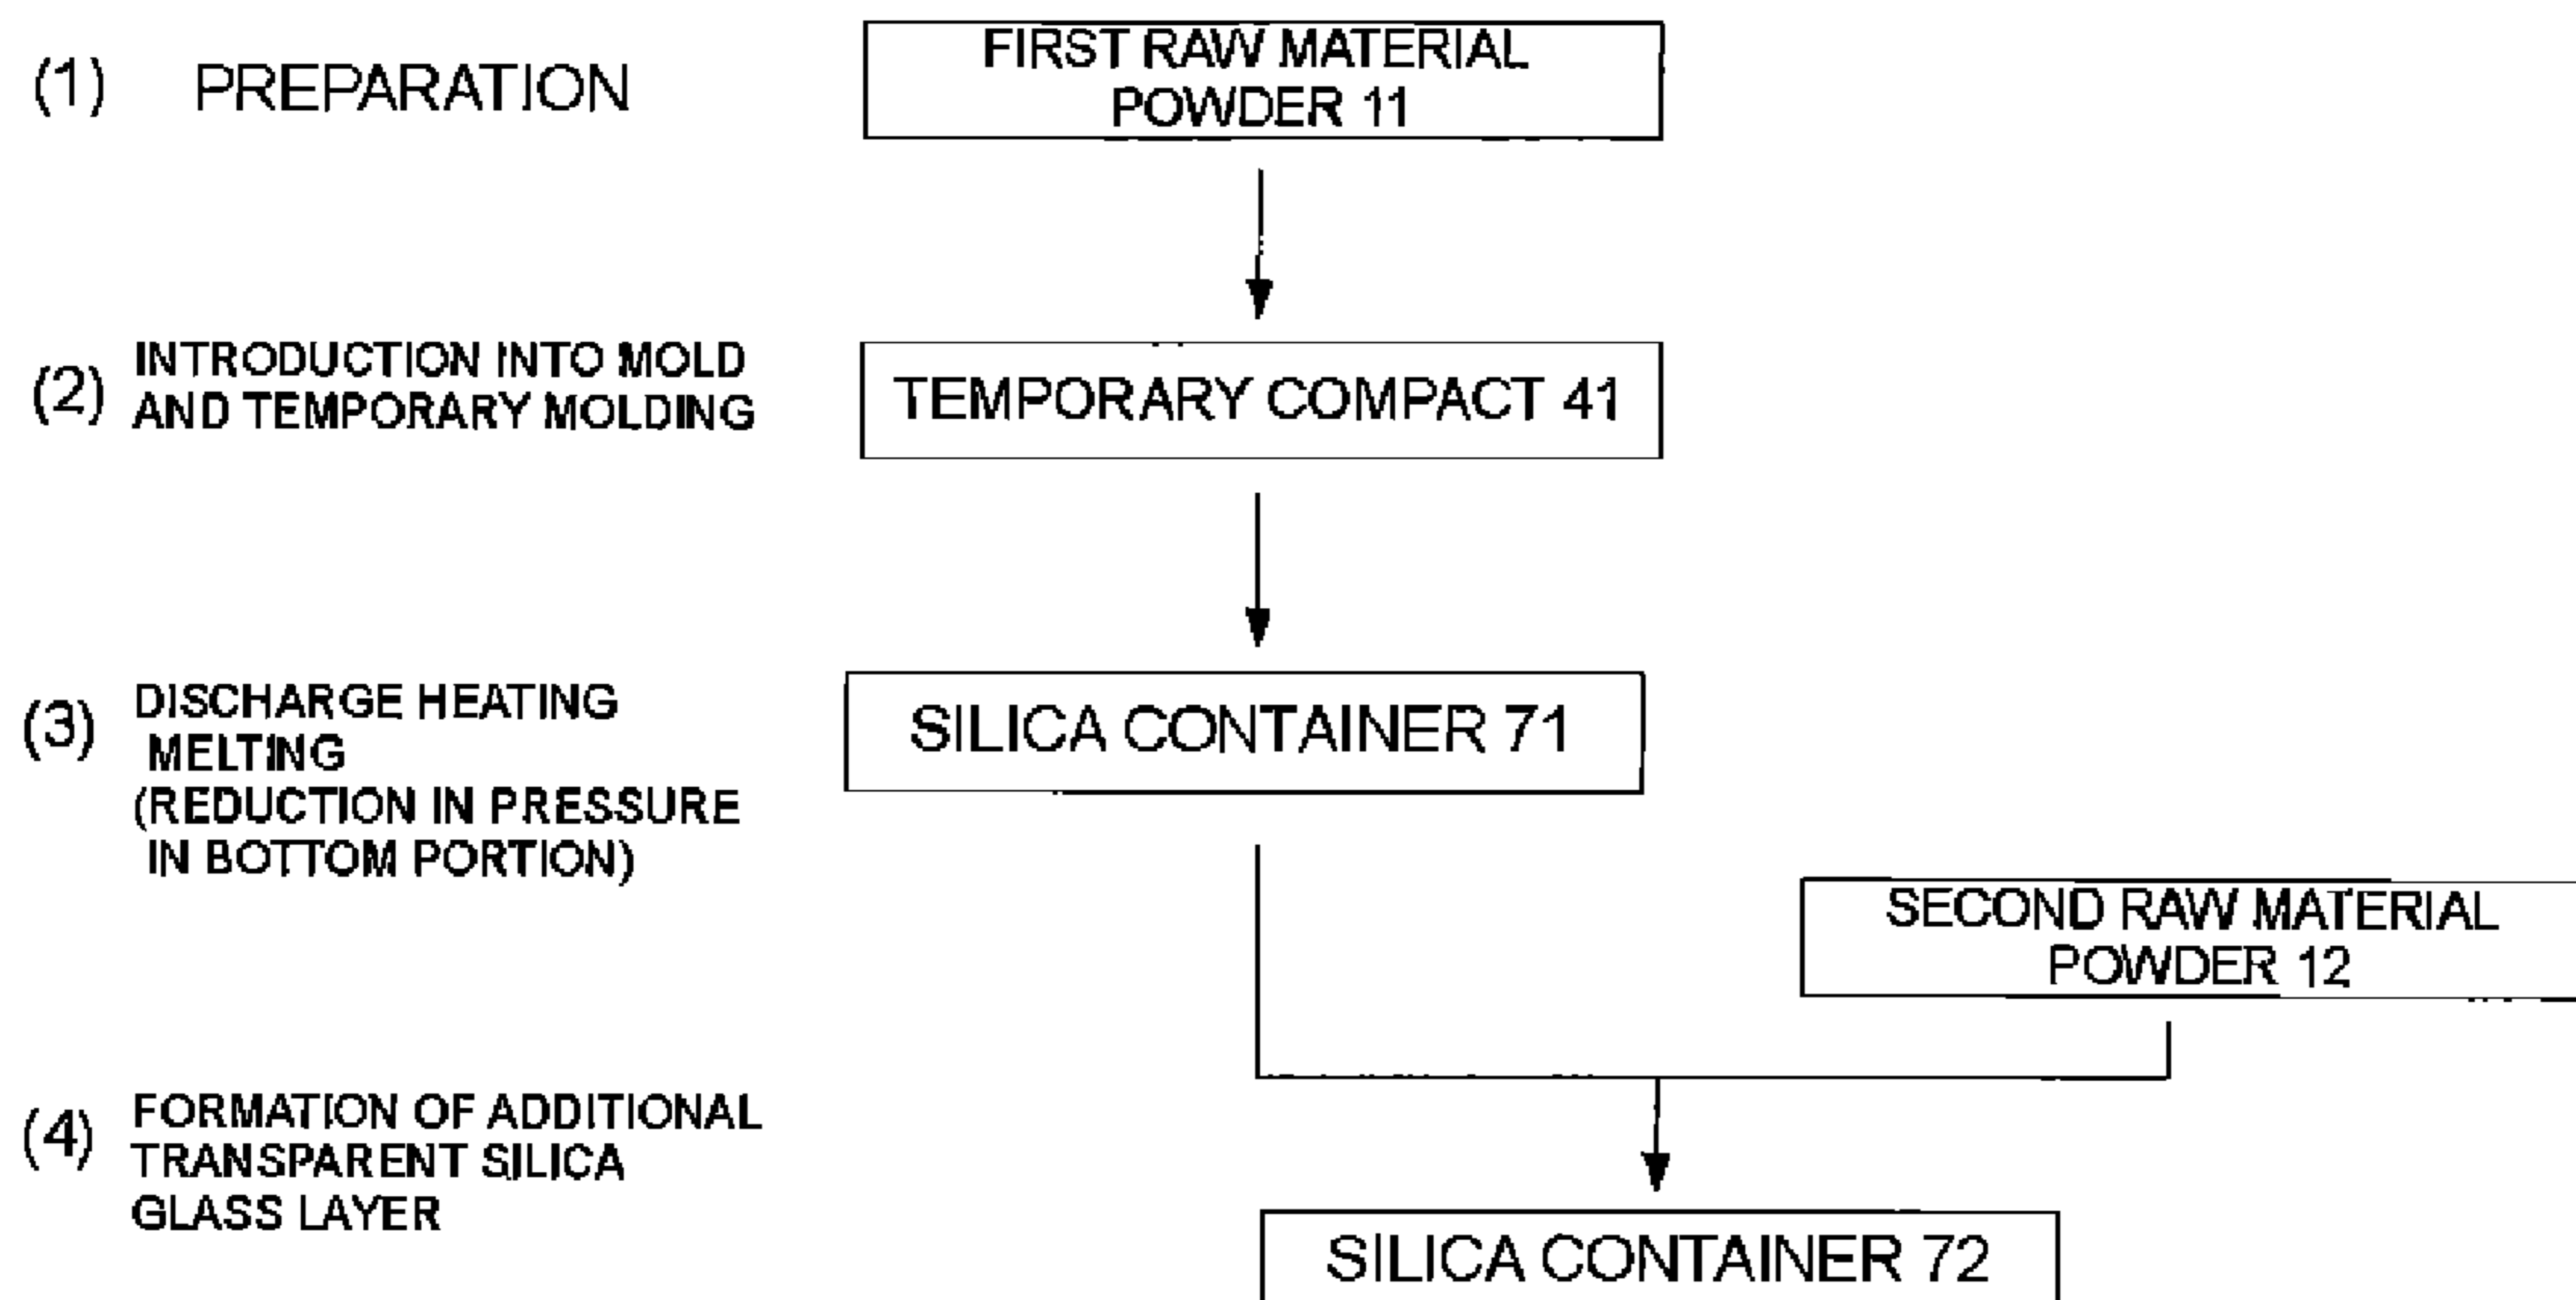 (1) PREPARATION
FIRST RAW MATERIAL
POWDER 11
(2) INTRODUCTION INTO MOLD
AND TEMPORARY MOLDING
TEMPORARY COMPACT 41
(3) DISCHARGE HEATING
MELTING
(REDUCTION IN PRESSURE
IN BOTTOM PORTION)
SILICA CONTAINER 71
SECOND RAW MATERIAL
POWDER 12
(4) FORMATION OF ADDITIONAL
TRANSPARENT SILICA
GLASS LAYER
SILICA CONTAINER 72